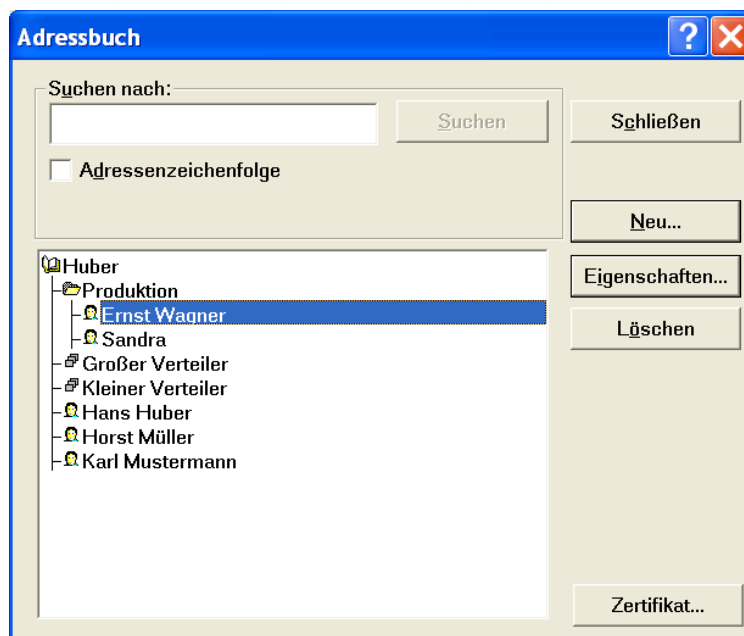 Adressbuch
Suchen nach:
Suchen
Schließen
Adressenzeichenfolge
Neu...
Huber
Eigenschaften...
Produktion
Ernst Wagner
Löschen
Sandra
Großer Verteiler
Kleiner Verteiler
Hans Huber
Horst Müller
Karl Mustermann
Zertifikat...